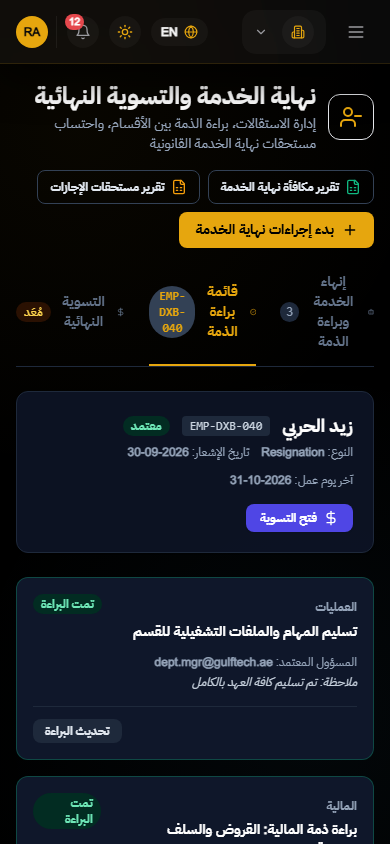 RA
12
EN
نهاية الخدمة والتسوية النهائية
إدارة الاستقالات، براءة الذمة بين الأقسام، واحتساب
مستحقات نهاية الخدمة القانونية
تقرير مكافأة نهاية الخدمة
تقرير مستحقات الإجازات
بدء إجراءات نهاية الخدمة
إنهاء
الخدمة
وبراءة
الذمة
3
قائمة
براءة
الذمة
EMP-
DXB-
040
التسوية
النهائية
مُعَد
زيد الحربي
EMP-DXB-040
معتمد
النوع: Resignation
تاريخ الإشعار: 30-09-2026
آخر يوم عمل: 31-10-2026
فتح التسوية
العمليات
تمت البراءة
تسليم المهام والملفات التشغيلية للقسم
المسؤول المعتمد: dept.mgr@gulftech.ae
ملاحظة: تم تسليم كافة العهد بالكامل
تحديث البراءة
المالية
تمت
البراءة
براءة ذمة المالية: القروض والسلف